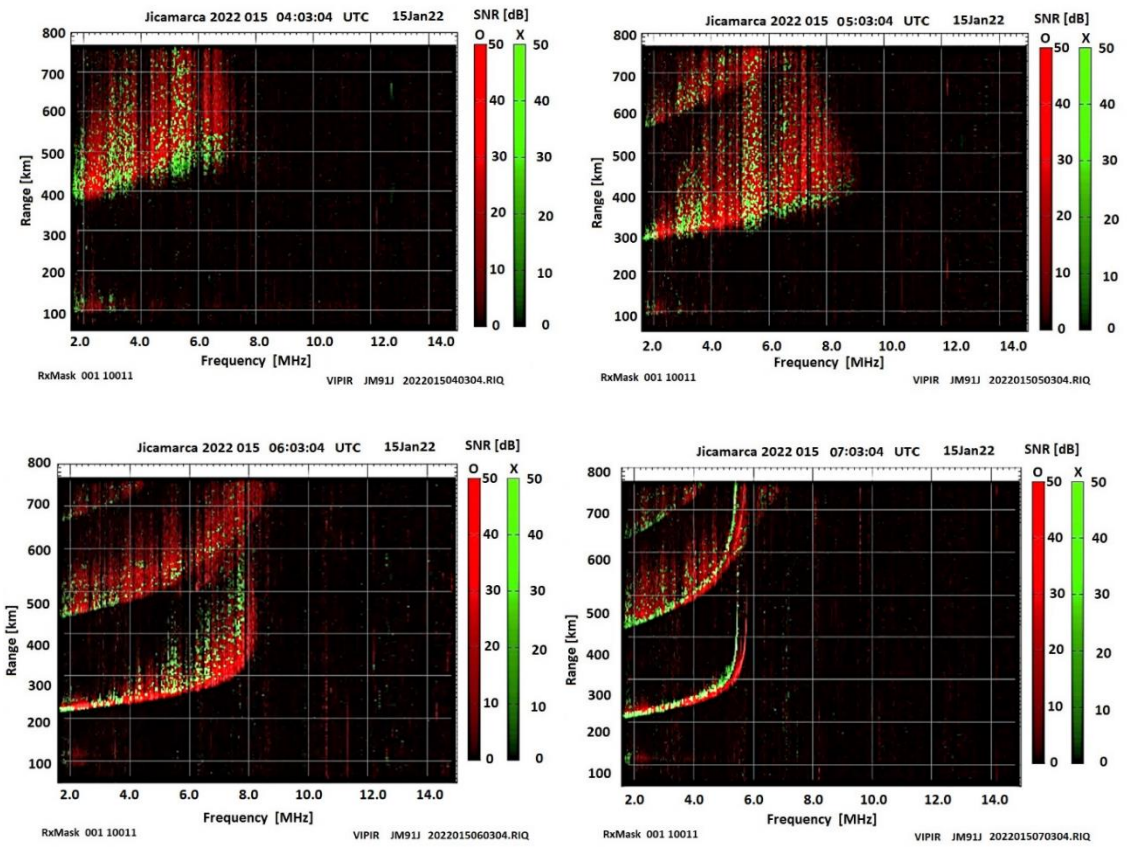 Jicamarca 2022 015 04:03:04 UTC 15Jan22 SNR [dB]
O X
800
700
600
500
400
300
200
100
Range [km]
50 50
40 40
30 30
20 20
10 10
0 0
2.0 4.0 6.0 8.0 10.0 12.0 14.0
Frequency [MHz]
RxMask 001 10011 VIPIR JM91J 2022015040304.RIQ
Jicamarca 2022 015 05:03:04 UTC 15Jan22 SNR [dB]
O X
800
700
600
500
400
300
200
100
Range [km]
50 50
40 40
30 30
20 20
10 10
0 0
2.0 4.0 6.0 8.0 10.0 12.0 14.0
Frequency [MHz]
RxMask 001 10011 VIPIR JM91J 2022015050304.RIQ
Jicamarca 2022 015 06:03:04 UTC 15Jan22 SNR [dB]
O X
800
700
600
500
400
300
200
100
Range [km]
50 50
40 40
30 30
20 20
10 10
0 0
2.0 4.0 6.0 8.0 10.0 12.0 14.0
Frequency [MHz]
RxMask 001 10011 VIPIR JM91J 2022015060304.RIQ
Jicamarca 2022 015 07:03:04 UTC 15Jan22 SNR [dB]
O X
800
700
600
500
400
300
200
100
Range [km]
50 50
40 40
30 30
20 20
10 10
0 0
2.0 4.0 6.0 8.0 10.0 12.0 14.0
Frequency [MHz]
RxMask 001 10011 VIPIR JM91J 2022015070304.RIQ